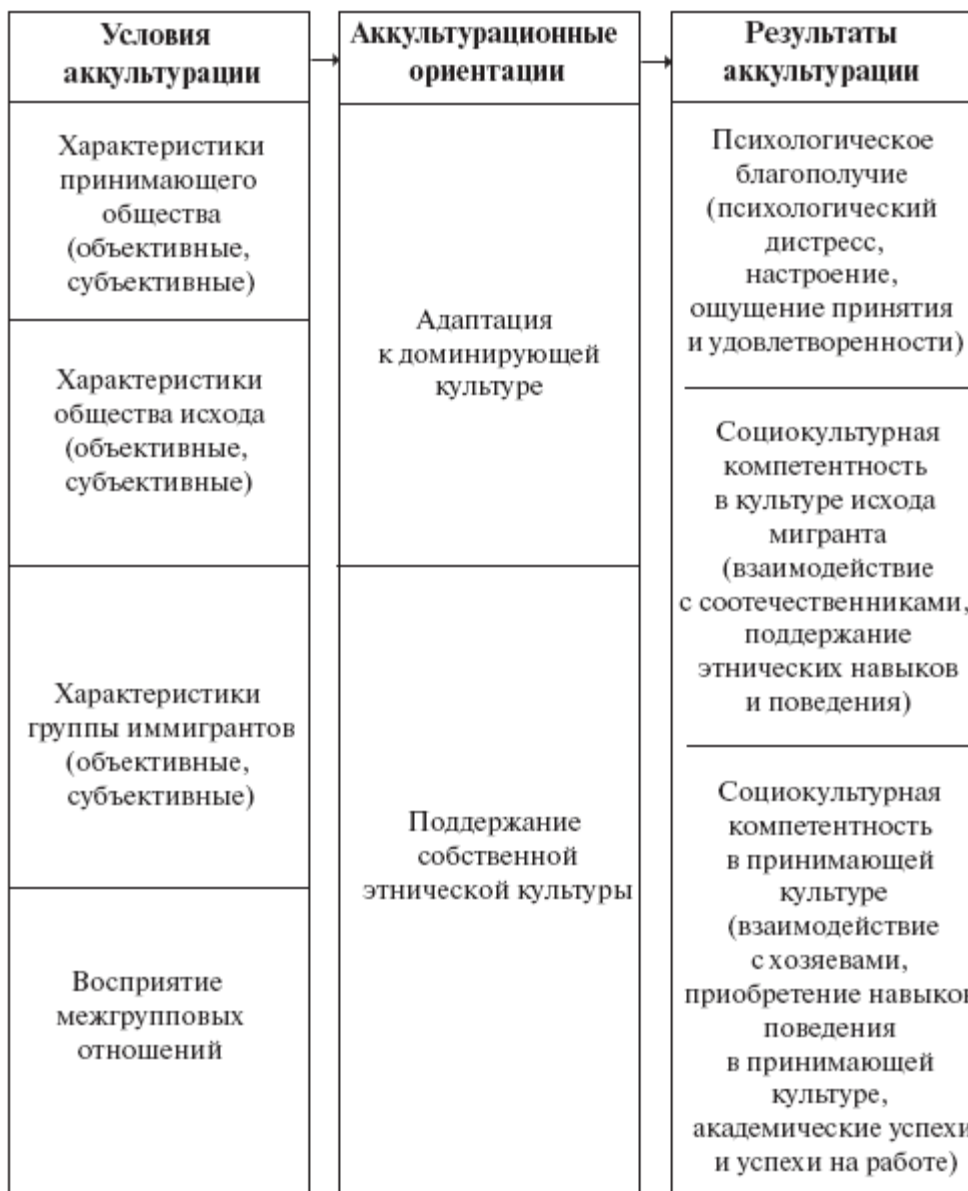 Условия
аккультурации
Характеристики
принимающего
общества
(объективные,
субъективные)
Характеристики
общества исхода
(объективные,
субъективные)
Характеристики
группы иммигрантов
(объективные,
субъективные)
Восприятие
межгрупповых
отношений
Аккультурационные
ориентации
Адаптация
к доминирующей
культуре
Поддержание
собственной
этнической культуры
Результаты
аккультурации
Психологическое
благополучие
(психологический
дистресс,
настроение,
ощущение принятия
и удовлетворенности)
Социокультурная
компетентность
в культуре исхода
мигранта
(взаимодействие
с соотечественниками,
поддержание
этнических навыков
и поведения)
Социокультурная
компетентность
в принимающей
культуре
(взаимодействие
с хозяевами,
приобретение навыков
поведения
в принимающей
культуре,
академические успехи
и успехи на работе)